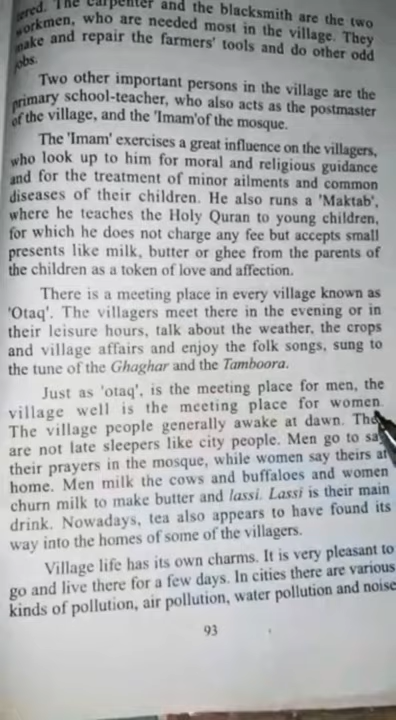 ered. The carpenter and the blacksmith are the two
workmen, who are needed most in the village. They
make and repair the farmers' tools and do other odd
jobs.
Two other important persons in the village are the
primary school-teacher, who also acts as the postmaster
of the village, and the 'Imam'of the mosque.
The 'Imam' exercises a great influence on the villagers,
who look up to him for moral and religious guidance
and for the treatment of minor ailments and common
diseases of their children. He also runs a 'Maktab',
where he teaches the Holy Quran to young children,
for which he does not charge any fee but accepts small
presents like milk, butter or ghee from the parents of
the children as a token of love and affection.
There is a meeting place in every village known as
'Otaq'. The villagers meet there in the evening or in
their leisure hours, talk about the weather, the crops
and village affairs and enjoy the folk songs, sung to
the tune of the Ghaghar and the Tamboora.
Just as 'otaq', is the meeting place for men, the
village well is the meeting place for women.
The village people generally awake at dawn. The
are not late sleepers like city people. Men go to sa
their prayers in the mosque, while women say theirs at
home. Men milk the cows and buffaloes and women
churn milk to make butter and lassi. Lassi is their main
drink. Nowadays, tea also appears to have found its
way into the homes of some of the villagers.
Village life has its own charms. It is very pleasant to
go and live there for a few days. In cities there are various
kinds of pollution, air pollution, water pollution and noise
93